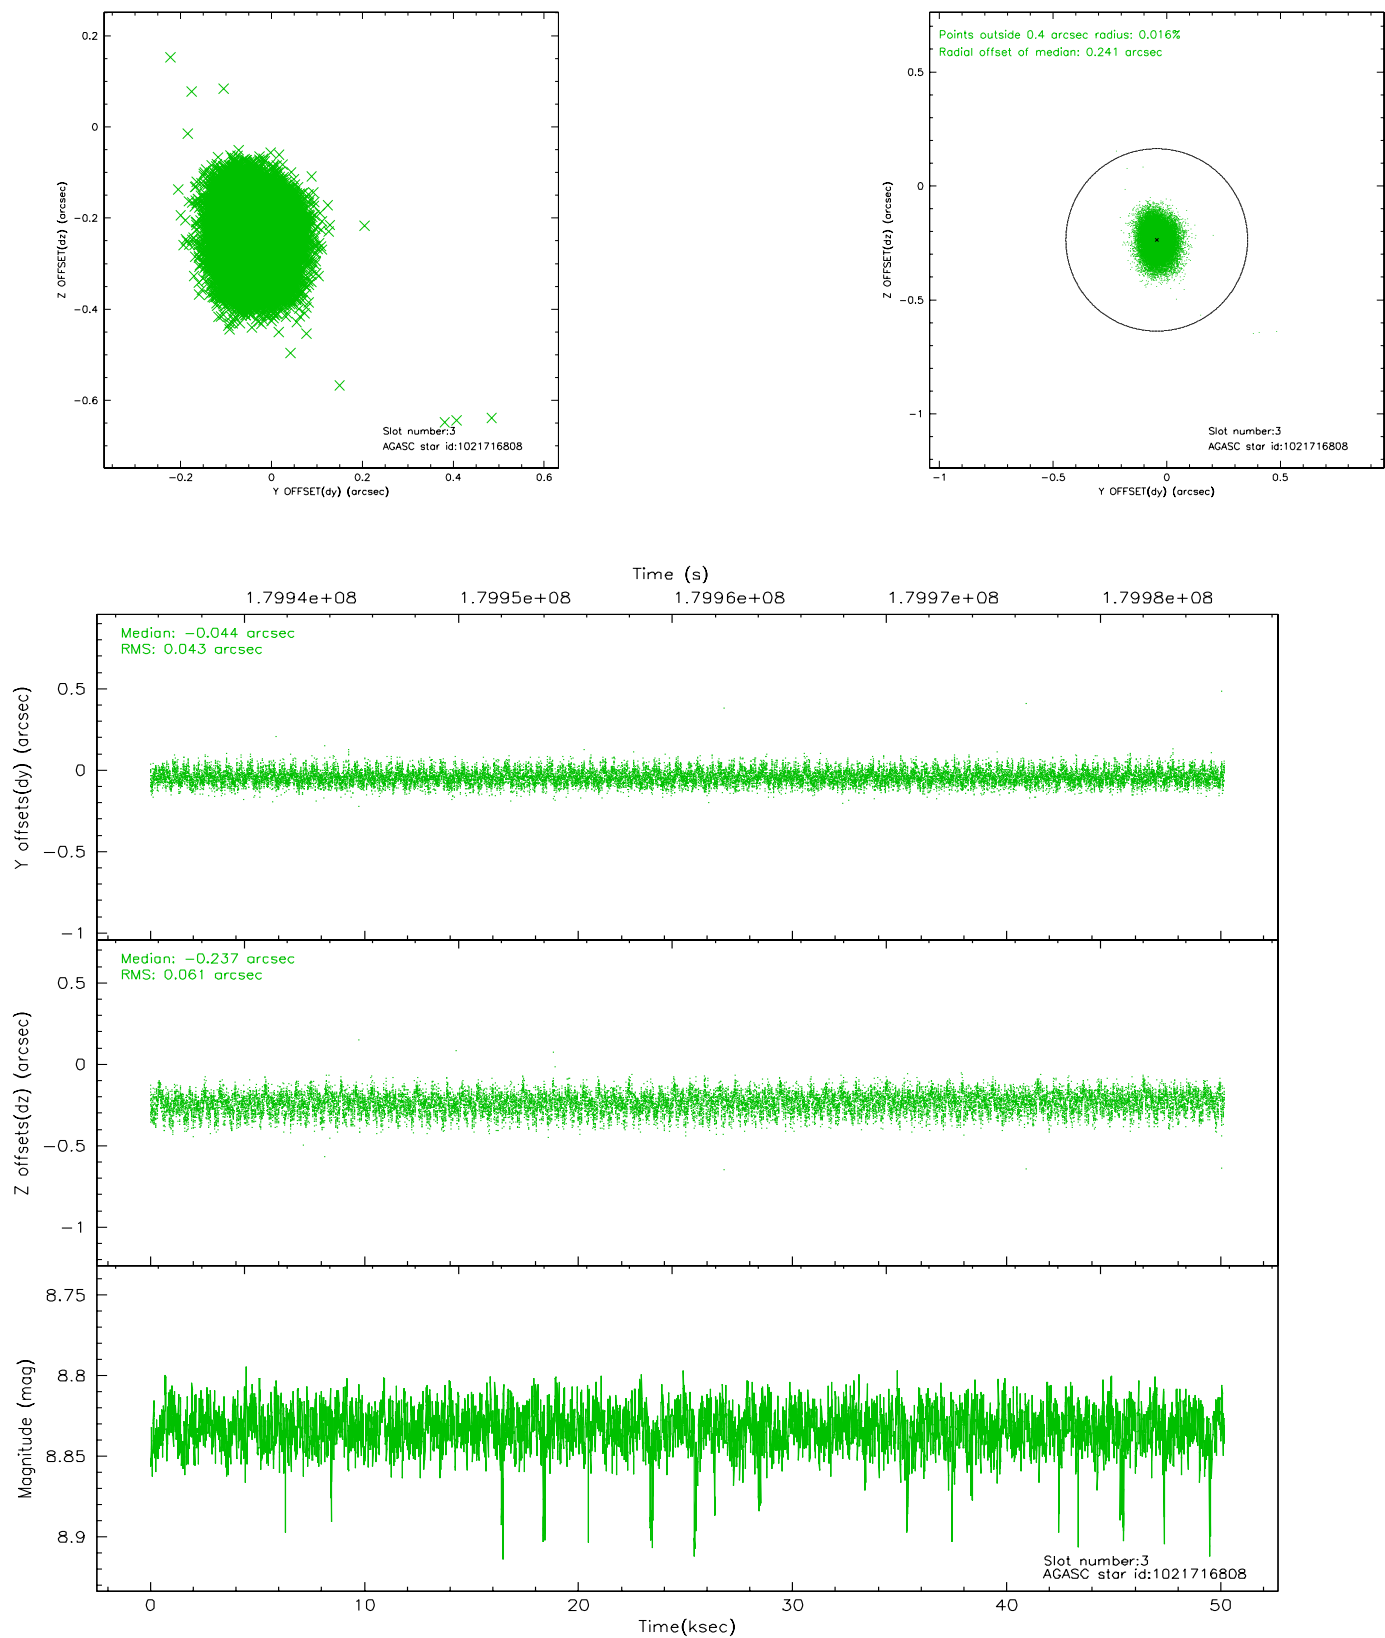 0.2
0
−0.2
−0.4
−0.6
Z OFFSET(dz) (arcsec)
Slot number:3
AGASC star id:1021716808
−0.2 0 0.2 0.4 0.6
Y OFFSET(dy) (arcsec)
Points outside 0.4 arcsec radius: 0.016%
Radial offset of median: 0.241 arcsec
0.5
0
−0.5
−1
Z OFFSET(dz) (arcsec)
Slot number:3
AGASC star id:1021716808
−1 −0.5 0 0.5
Y OFFSET(dy) (arcsec)
Time (s)
1.7994e+08 1.7995e+08 1.7996e+08 1.7997e+08 1.7998e+08
Median: −0.044 arcsec
RMS: 0.043 arcsec
0.5
0
−0.5
−1
Y offsets(dy) (arcsec)
Median: −0.237 arcsec
RMS: 0.061 arcsec
0.5
0
−0.5
−1
Z offsets(dz) (arcsec)
8.75
8.8
8.85
8.9
Magnitude (mag)
Slot number:3
AGASC star id:1021716808
0 10 20 30 40 50
Time(ksec)